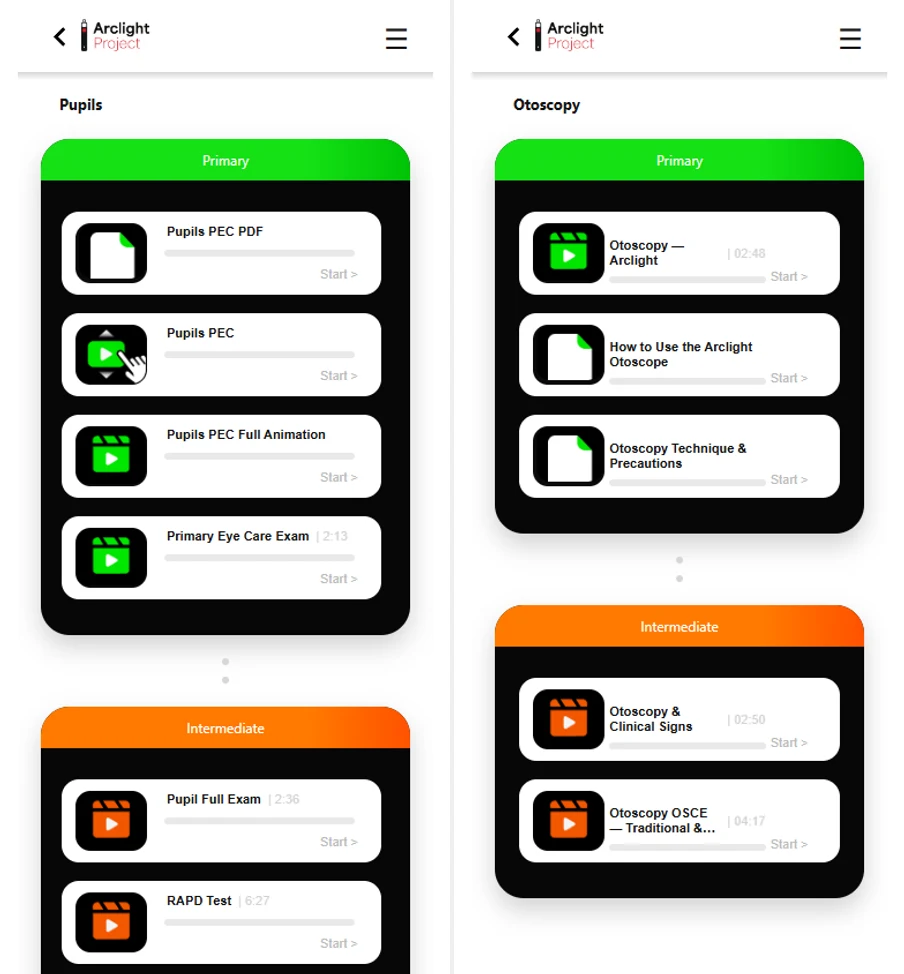 Arclight
Project
Pupils
Primary
Pupils PEC PDF
Start >
Pupils PEC
Start >
Pupils PEC Full Animation
Start >
Primary Eye Care Exam | 2:13
Start >
Intermediate
Pupil Full Exam | 2:36
Start >
RAPD Test | 6:27
Start >
Arclight
Project
Otoscopy
Primary
Otoscopy —
Arclight
| 02:48
Start >
How to Use the Arclight
Otoscope
Start >
Otoscopy Technique &
Precautions
Start >
Intermediate
Otoscopy &
Clinical Signs
| 02:50
Start >
Otoscopy OSCE
— Traditional &...
| 04:17
Start >